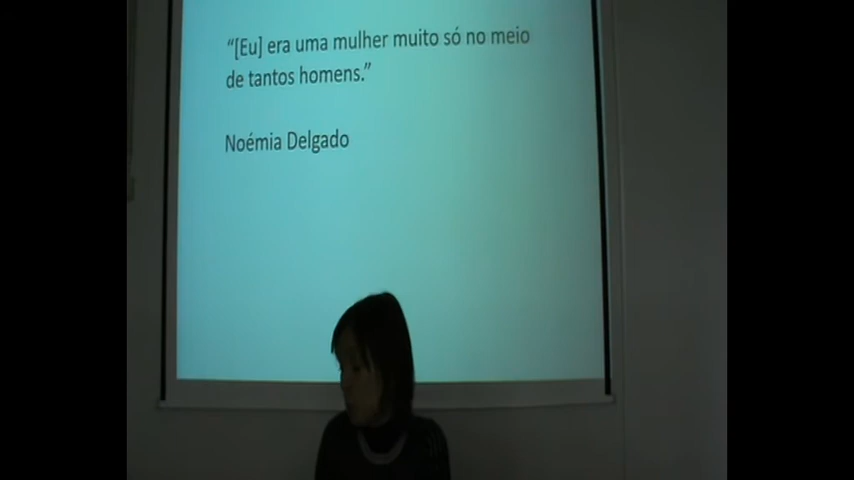 “[Eu] era uma mulher muito só no meio
de tantos homens.”
Noémia Delgado